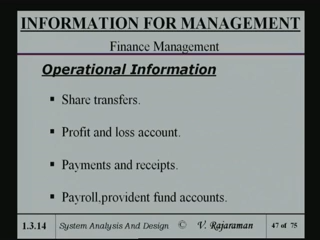 INFORMATION FOR MANAGEMENT
Finance Management
Operational Information
▪ Share transfers.
▪ Profit and loss account.
▪ Payments and receipts.
▪ Payroll,provident fund accounts.
1.3.14 System Analysis And Design © V. Rajaraman 47 of 75